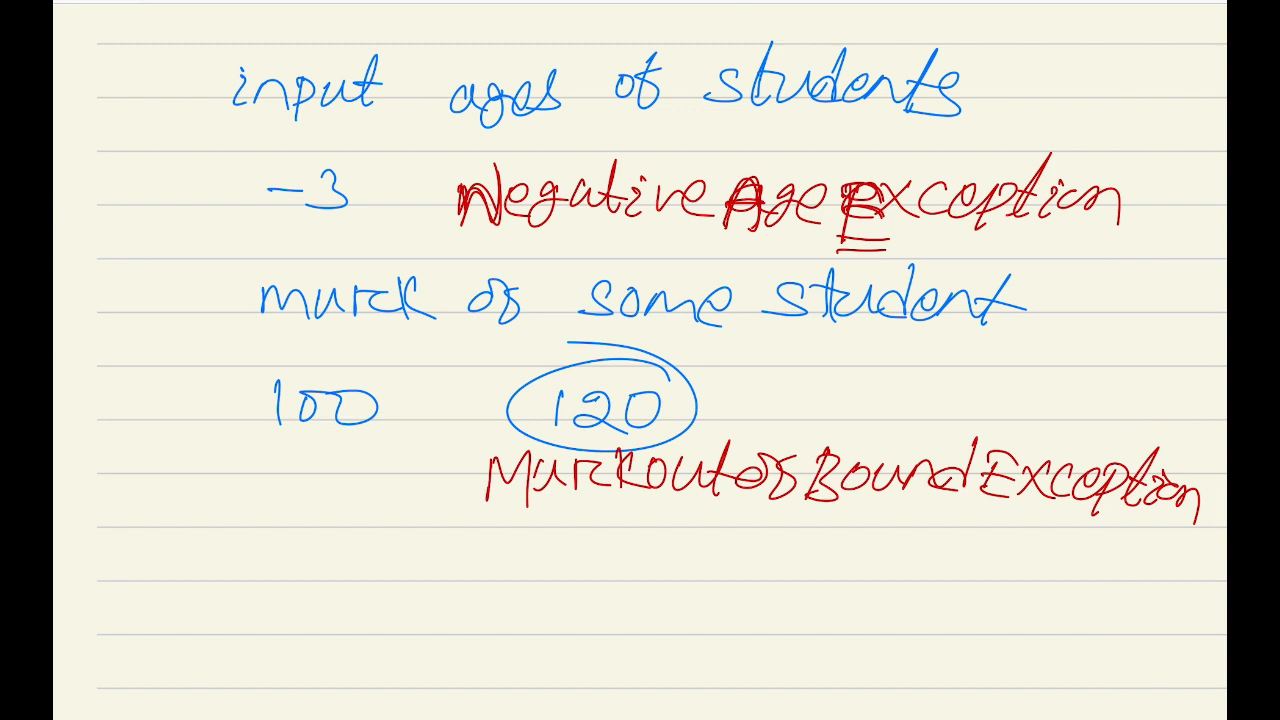 input ages of students
-3 NegativeAgeException
mark of some student
100 120
MarkoutofBoundException